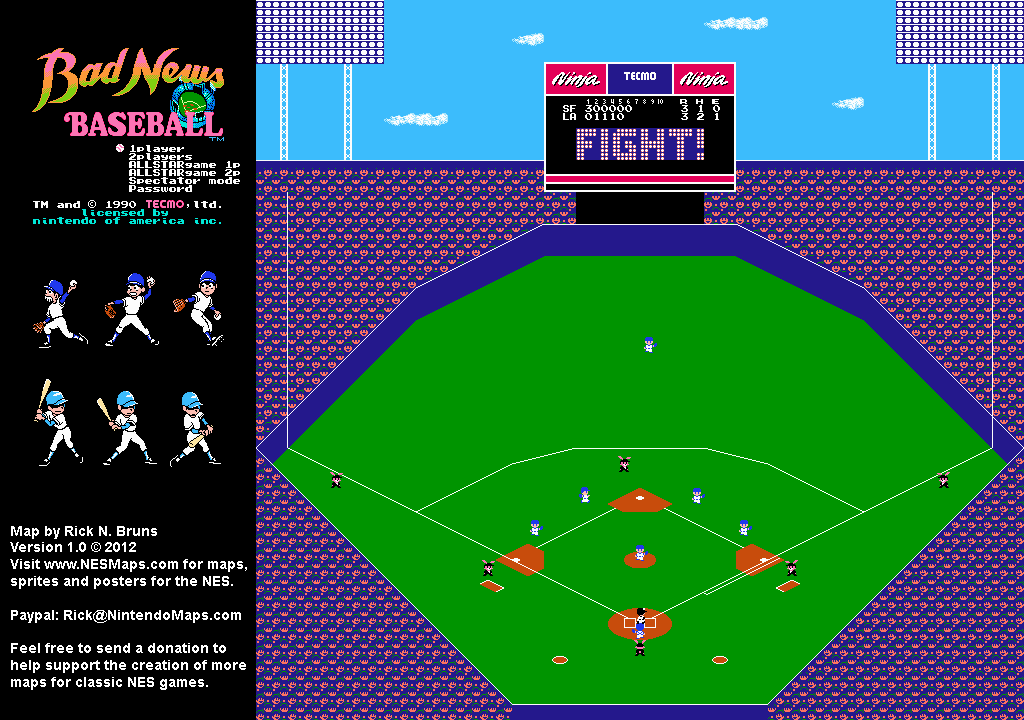 Bad News
BASEBALL
TM
1player
2players
ALLSTARgame 1p
ALLSTARgame 2p
Spectator mode
Password
TM and © 1990 TECMO,ltd.
licensed by
nintendo of america inc.
Map by Rick N. Bruns
Version 1.0 © 2012
Visit www.NESMaps.com for maps,
sprites and posters for the NES.
Paypal: Rick@NintendoMaps.com
Feel free to send a donation to
help support the creation of more
maps for classic NES games.
Ninja TECMO Ninja
1 2 3 4 5 6 7 8 9 10 R H E
SF 300000 3 1 0
LA 01110 3 2 1
FIGHT!